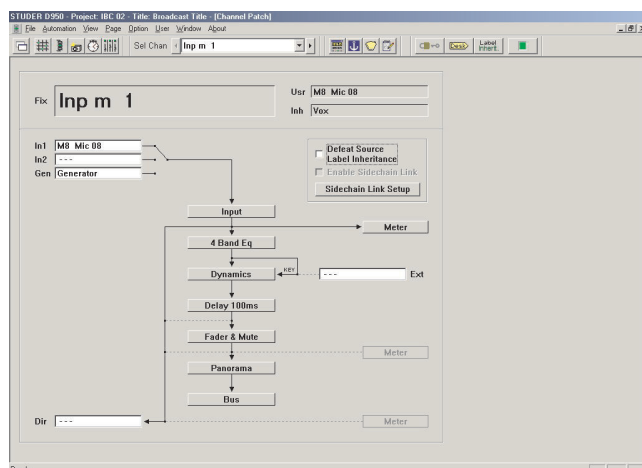 STUDER D950 - Project: IBC 02 - Title: Broadcast Title - [Channel Patch]
File Automation View Page Option User Window About
Sel Chan Inp m 1
Desk
Label Inherit.
Fix Inp m 1
Usr M8 Mic 08
Inh Vox
In1 M8 Mic 08
In2 ---
Gen Generator
Defeat Source
Label Inheritance
Enable Sidechain Link
Sidechain Link Setup
Input
Meter
4 Band Eq
KEY
Dynamics
--- Ext
Delay 100ms
Fader & Mute
Meter
Panorama
Bus
Dir ---
Meter